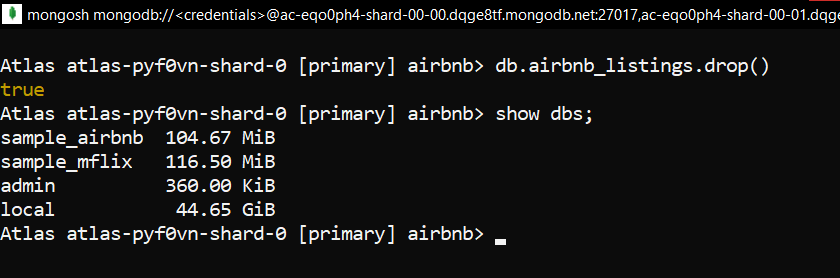 mongosh mongodb://<credentials>@ac-eqo0ph4-shard-00-00.dqge8tf.mongodb.net:27017,ac-eqo0ph4-shard-00-01.dqge
Atlas atlas-pyf0vn-shard-0 [primary] airbnb> db.airbnb_listings.drop()
true
Atlas atlas-pyf0vn-shard-0 [primary] airbnb> show dbs;
sample_airbnb  104.67 MiB
sample_mflix   116.50 MiB
admin          360.00 KiB
local           44.65 GiB
Atlas atlas-pyf0vn-shard-0 [primary] airbnb>